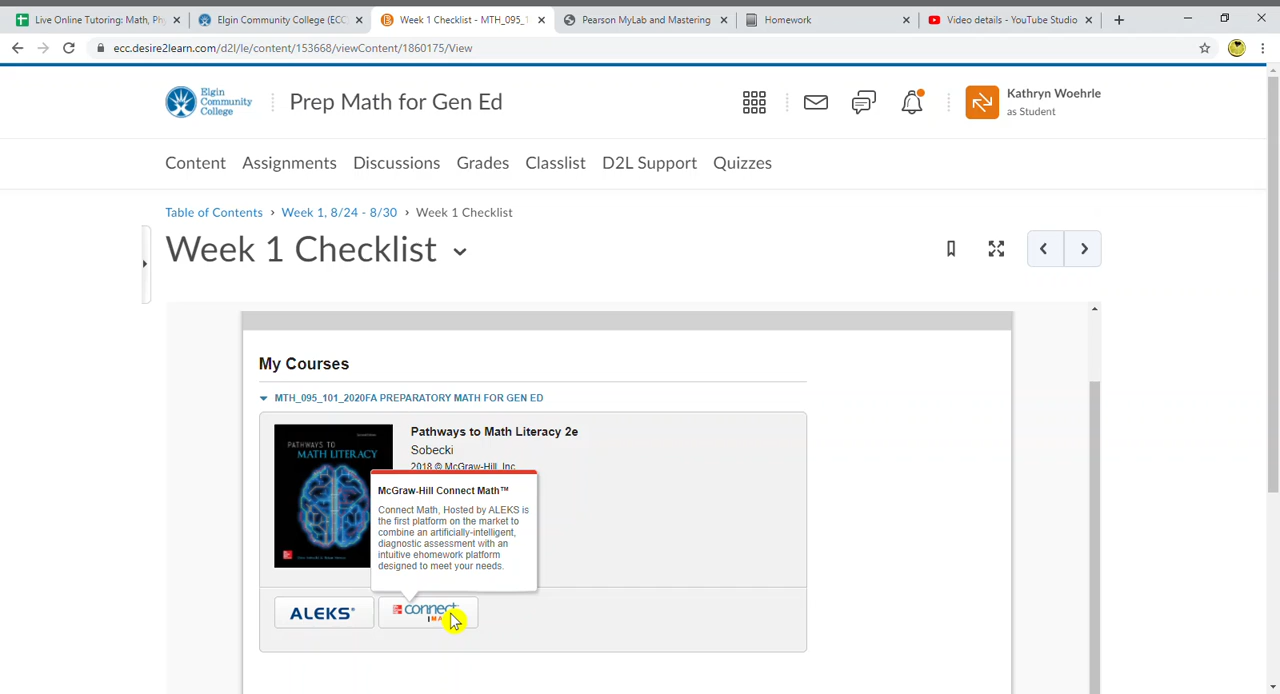 Live Online Tutoring: Math, Ph
Elgin Community College (ECC
Week 1 Checklist - MTH_095_1
Pearson MyLab and Mastering
Homework
Video details - YouTube Studio
ecc.desire2learn.com/d2l/le/content/153668/viewContent/1860175/View
Elgin Community College
Prep Math for Gen Ed
Kathryn Woehrle
as Student
Content Assignments Discussions Grades Classlist D2L Support Quizzes
Table of Contents › Week 1, 8/24 - 8/30 › Week 1 Checklist
Week 1 Checklist
My Courses
MTH_095_101_2020FA PREPARATORY MATH FOR GEN ED
PATHWAYS TO
MATH LITERACY
Pathways to Math Literacy 2e
Sobecki
2018 © McGraw-Hill, Inc.
McGraw-Hill Connect Math™
Connect Math, Hosted by ALEKS is
the first platform on the market to
combine an artificially-intelligent,
diagnostic assessment with an
intuitive ehomework platform
designed to meet your needs.
ALEKS®
connect